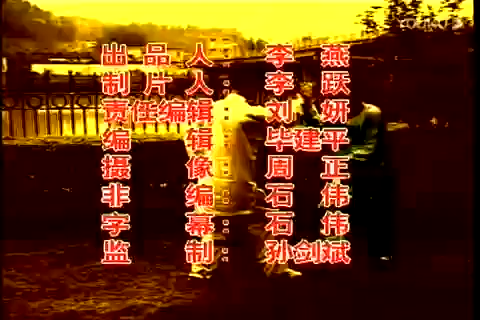 出品人：李燕
制片人：李跃
责任编辑：刘妍
编辑：毕建平
摄像：周正
非编：石伟
字幕：石伟
监制：孙剑斌